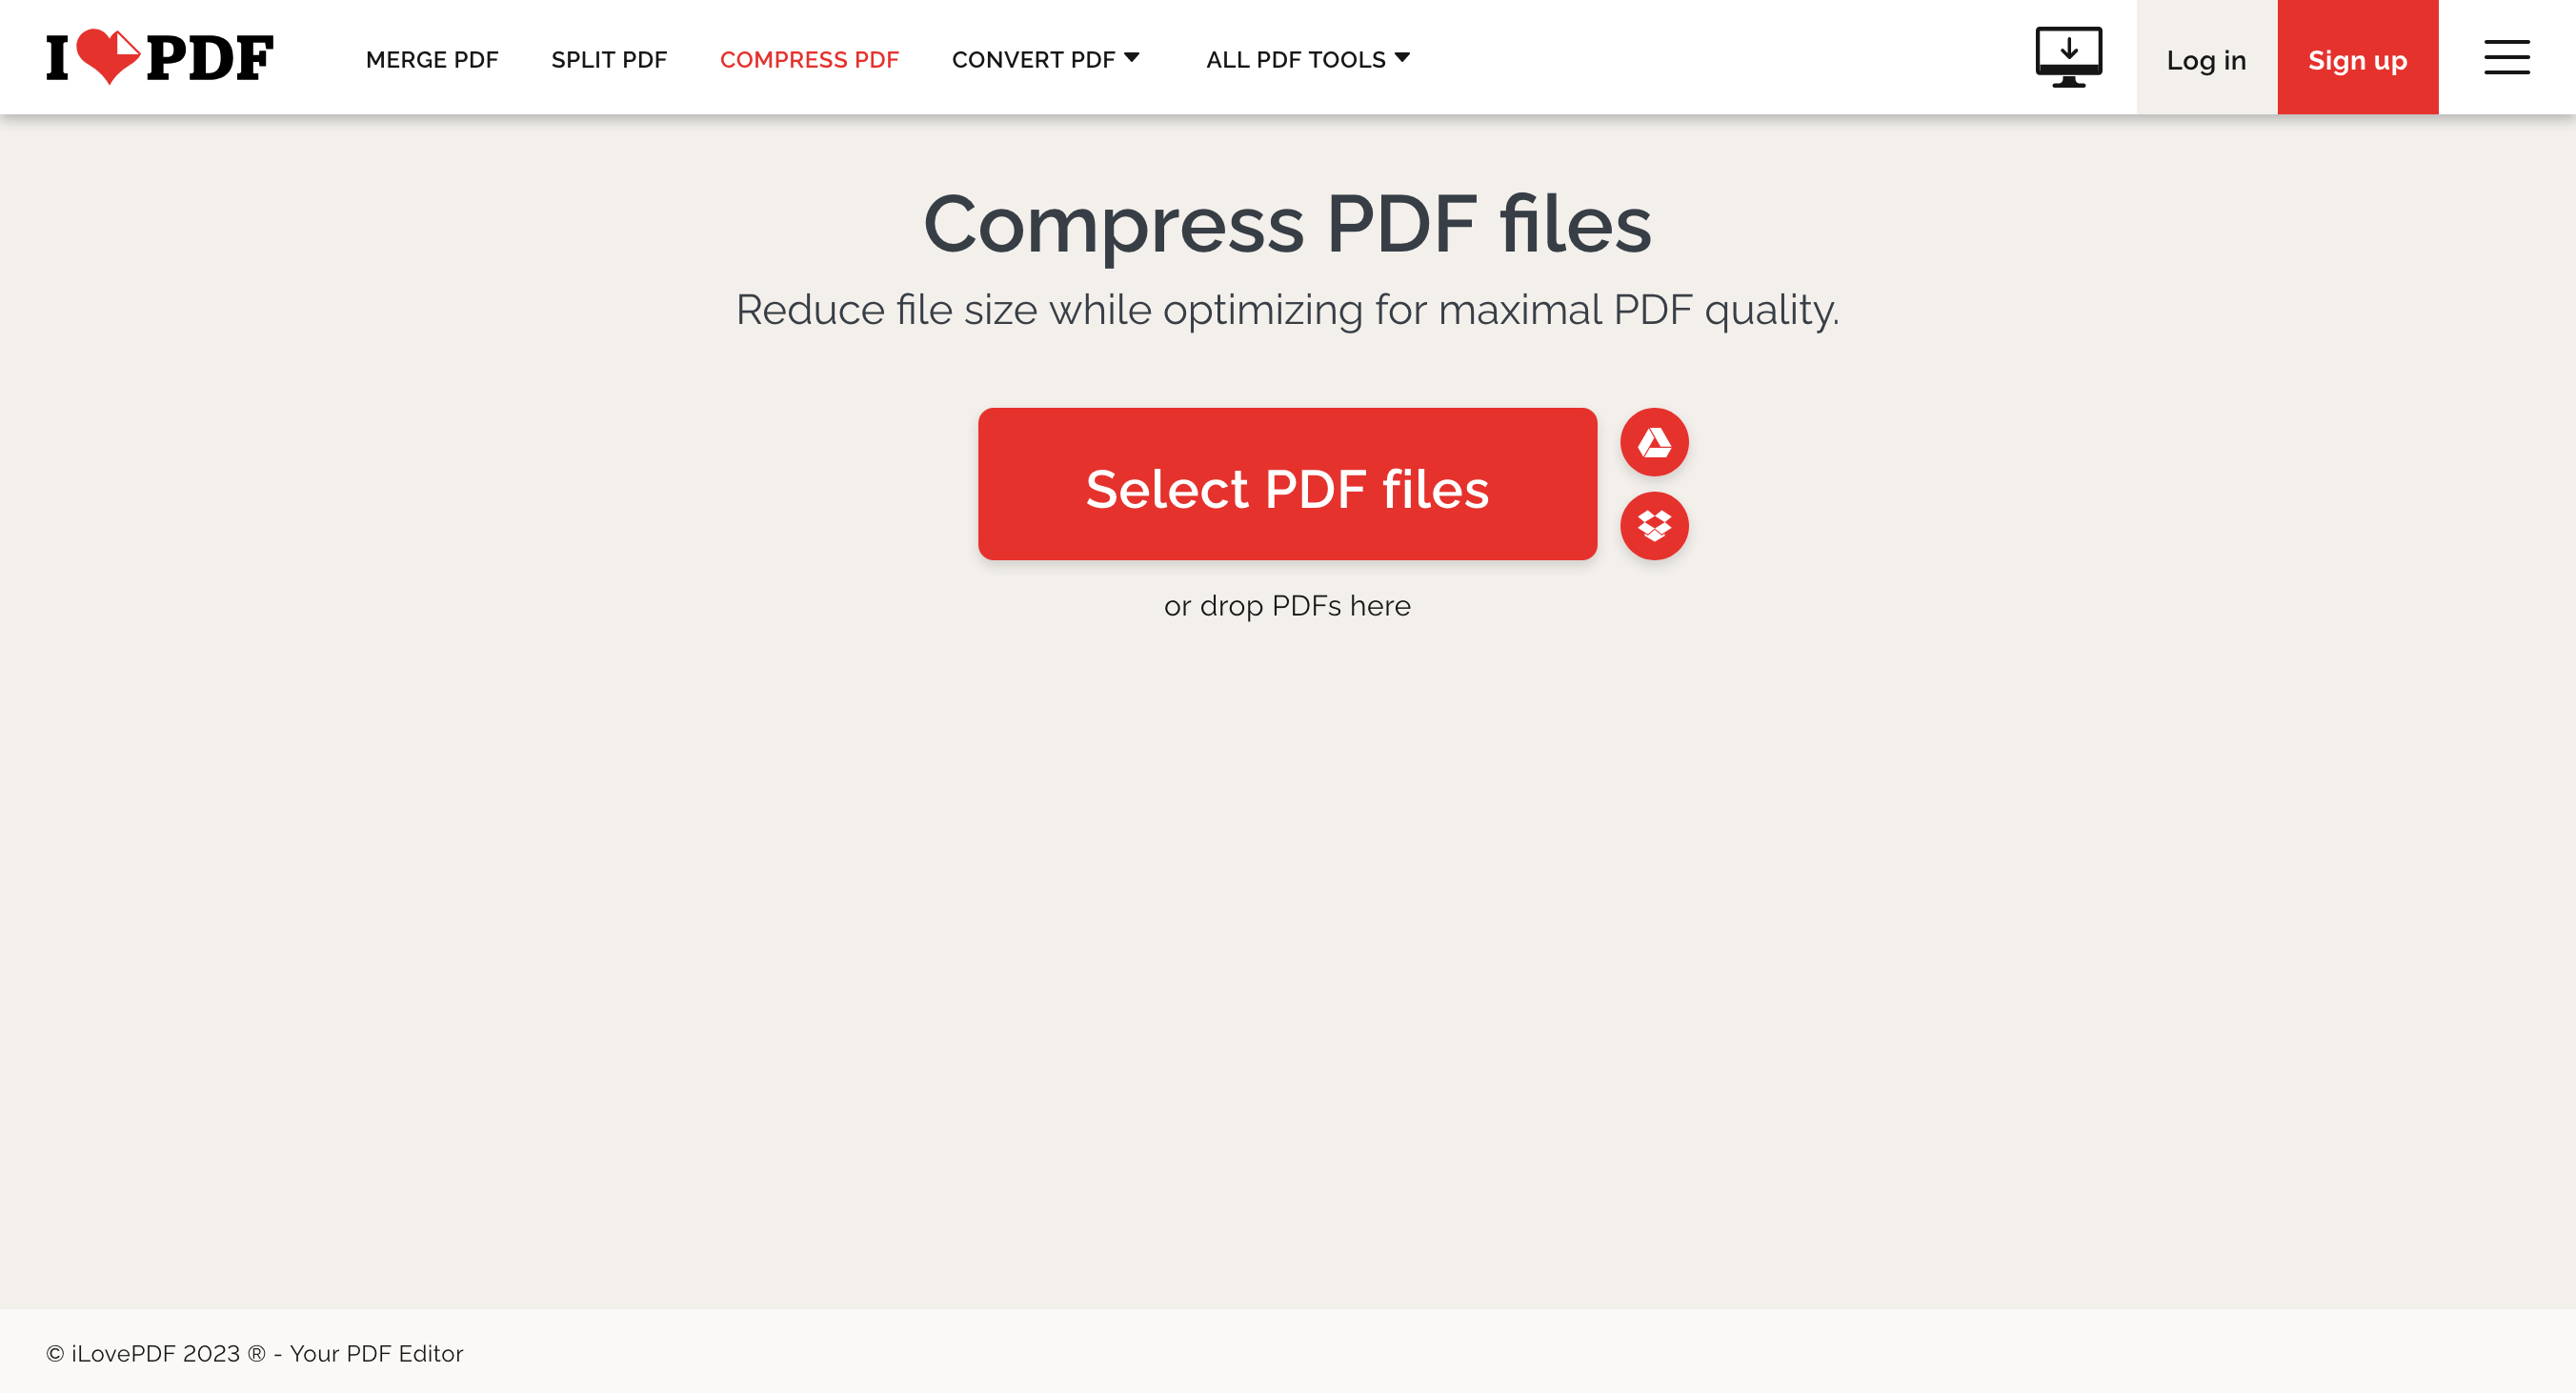 I PDF
MERGE PDF
SPLIT PDF
COMPRESS PDF
CONVERT PDF
ALL PDF TOOLS
Log in
Sign up
Compress PDF files
Reduce file size while optimizing for maximal PDF quality.
Select PDF files
or drop PDFs here
© iLovePDF 2023 ® - Your PDF Editor